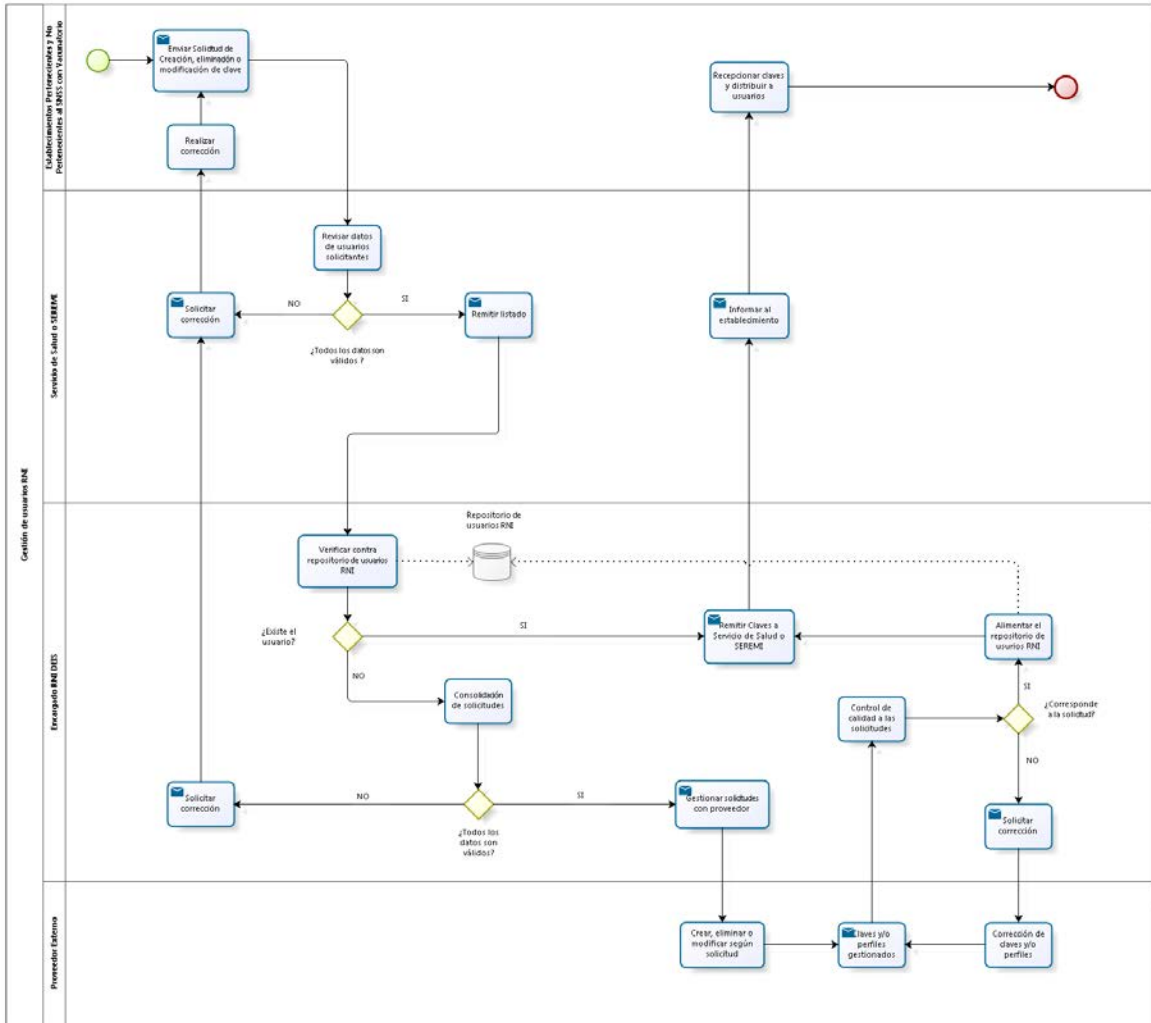 Gestión de usuarios RNI
Establecimientos Pertenecientes y No
Pertenecientes al SNSS con Vacunatorio
Enviar Solicitud de
Creación, eliminación o
modificación de clave
Realizar
corrección
Recepcionar claves
y distribuir a
usuarios
Servicio de Salud o SEREMI
Revisar datos
de usuarios
solicitantes
Solicitar
corrección
NO
SI
¿Todos los datos son
válidos ?
Remitir listado
Informar al
establecimiento
Encargado RNI DEIS
Verificar contra
repositorio de usuarios
RNI
Repositorio de
usuarios RNI
¿Existe el
usuario?
SI
NO
Remitir Claves a
Servicio de Salud o
SEREMI
Alimentar el
repositorio de
usurios RNI
Consolidación
de solicitudes
Control de
calidad a las
solicitudes
SI
¿Corresponde
a la solicitud?
NO
Solicitar
corrección
NO
SI
¿Todos los
datos son
válidos?
Gestionar solicitudes
con proveedor
Solicitar
corrección
Proveedor Externo
Crear, eliminar o
modificar según
solicitud
Claves y/o
perfiles
gestionados
Corrección de
claves y/o
perfiles